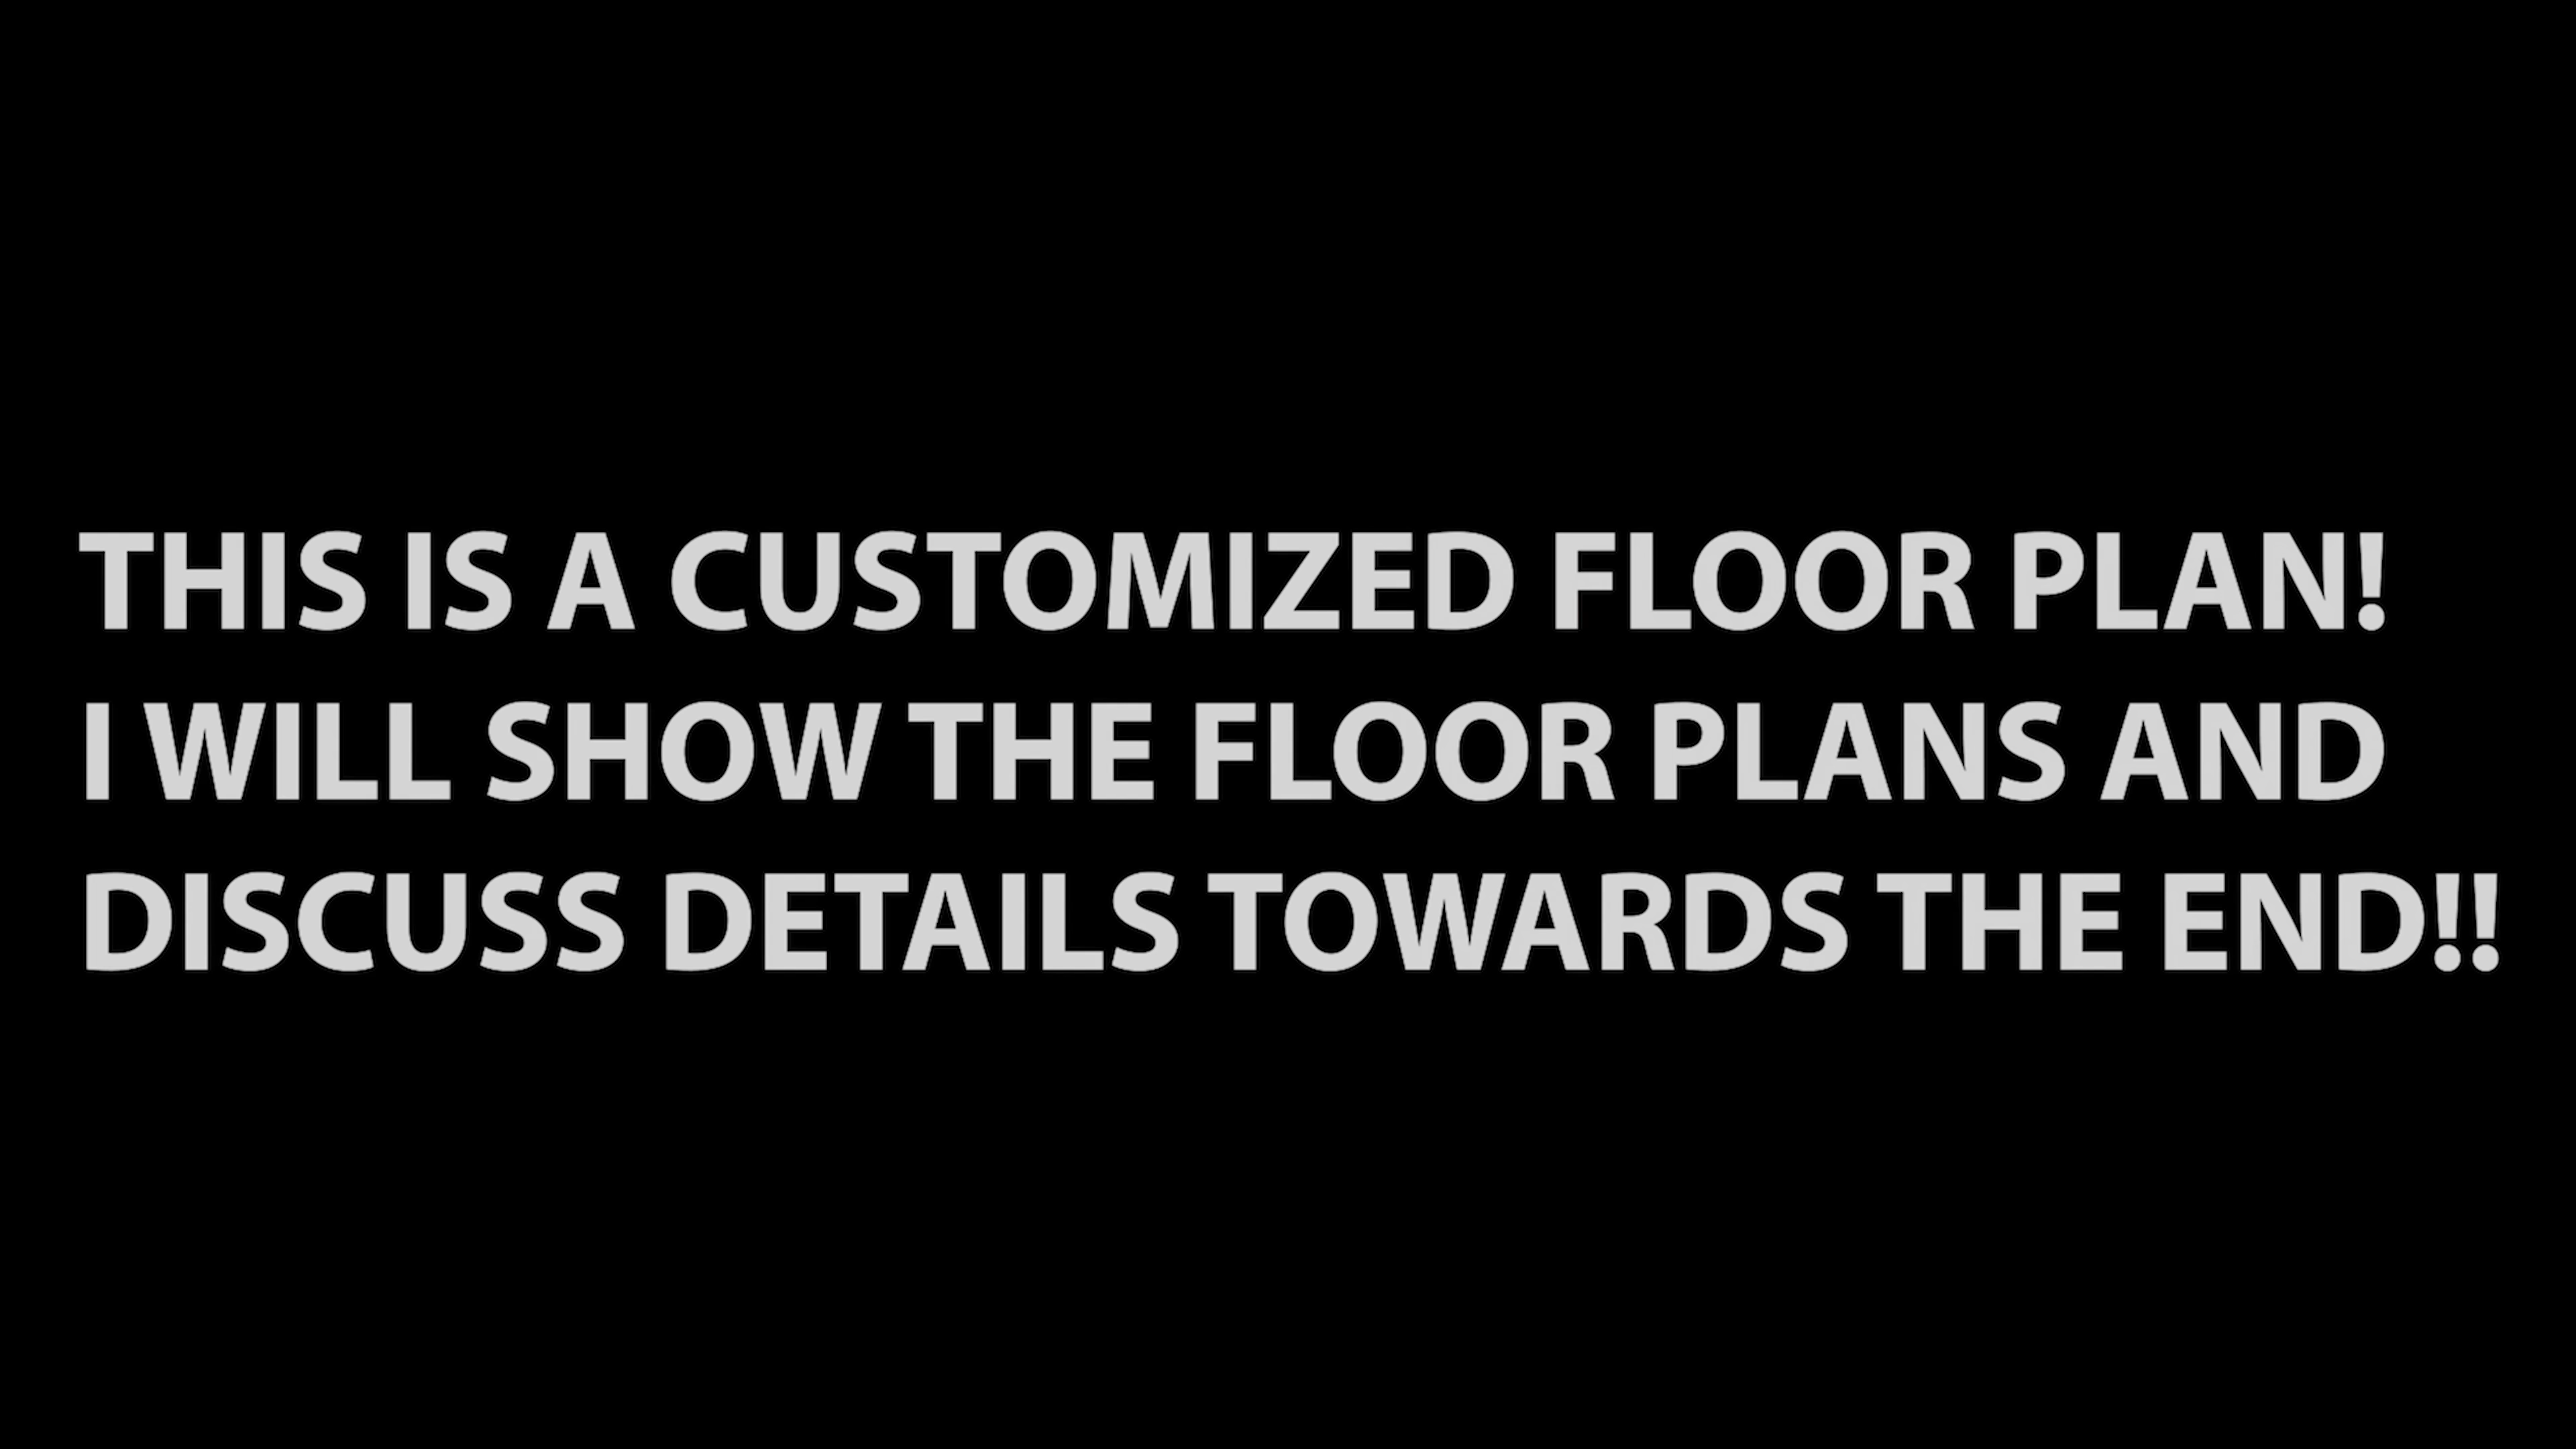 THIS IS A CUSTOMIZED FLOOR PLAN!
I WILL SHOW THE FLOOR PLANS AND
DISCUSS DETAILS TOWARDS THE END!!